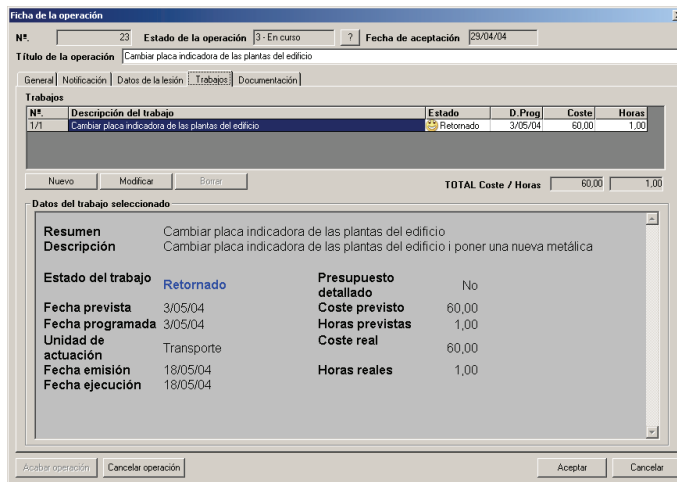 Ficha de la operación
Nº. 23 Estado de la operación 3 - En curso ? Fecha de aceptación 29/04/04
Título de la operación Cambiar placa indicadora de las plantas del edificio
General Notificación Datos de la lesión Trabajos Documentación
Trabajos
Nº. Descripción del trabajo Estado D.Prog Coste Horas
1/1 Cambiar placa indicadora de las plantas del edificio Retornado 3/05/04 60,00 1,00
Nuevo Modificar Borrar TOTAL Coste / Horas 60,00 1,00
Datos del trabajo seleccionado
Resumen Cambiar placa indicadora de las plantas del edificio
Descripción Cambiar placa indicadora de las plantas del edificio i poner una nueva metálica
Estado del trabajo Retornado Presupuesto detallado No
Fecha prevista 3/05/04 Coste previsto 60,00
Fecha programada 3/05/04 Horas previstas 1,00
Unidad de actuación Transporte Coste real 60,00
Fecha emisión 18/05/04 Horas reales 1,00
Fecha ejecución 18/05/04
Acabar operación Cancelar operación Aceptar Cancelar